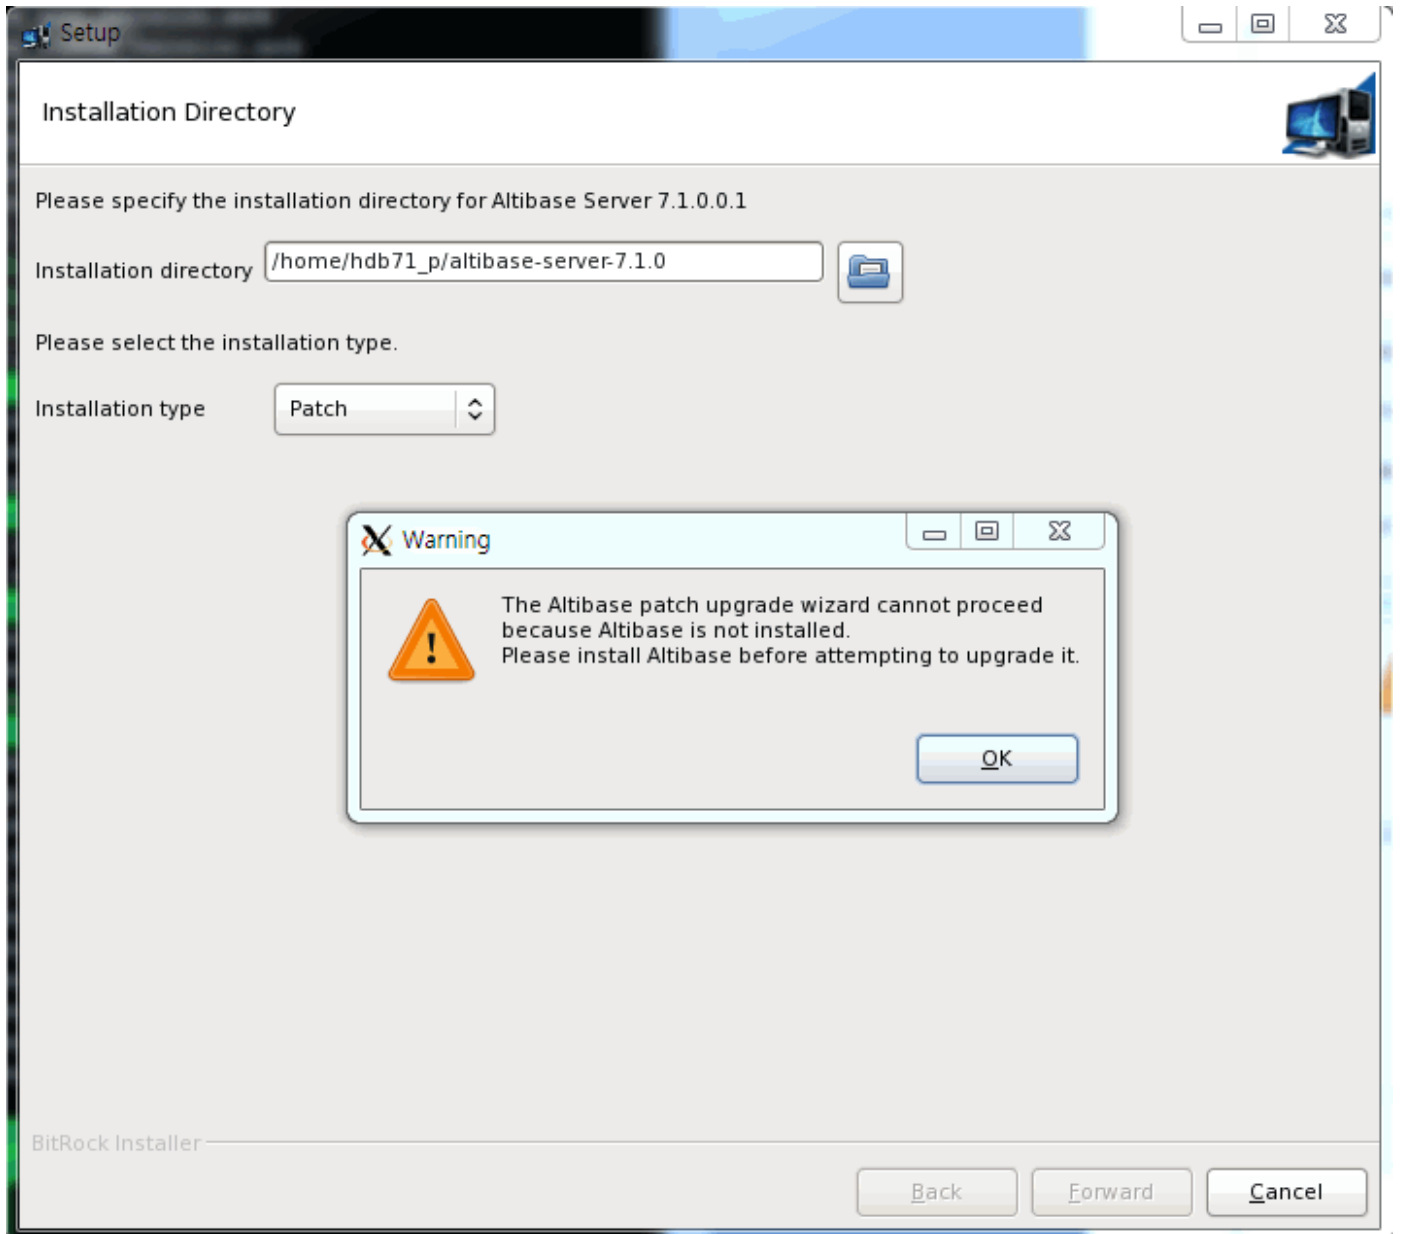 Setup
Installation Directory
Please specify the installation directory for Altibase Server 7.1.0.0.1
Installation directory /home/hdb71_p/altibase-server-7.1.0
Please select the installation type.
Installation type Patch
Warning
The Altibase patch upgrade wizard cannot proceed
because Altibase is not installed.
Please install Altibase before attempting to upgrade it.
OK
BitRock Installer
Back Forward Cancel